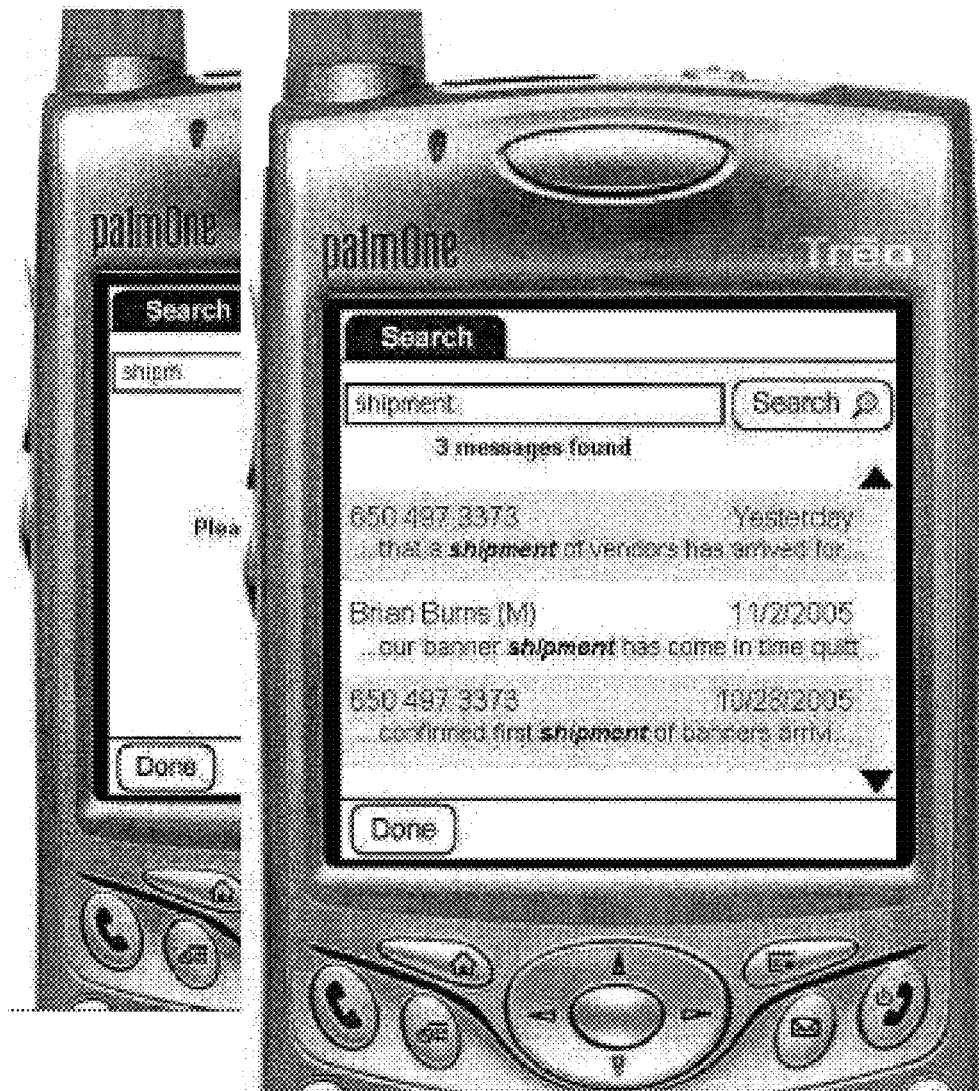 palmOne
Search
shipm
Plea
Done
palmOne Treo
Search
shipment Search
3 messages found
650 497 3373 Yesterday
...that a shipment of vendors has arrived for...
Brian Burns (M) 11/2/2005
...our banner shipment has come in time quitt...
650 497 3373 10/28/2005
...confirmed first shipment of banners arrivi...
Done